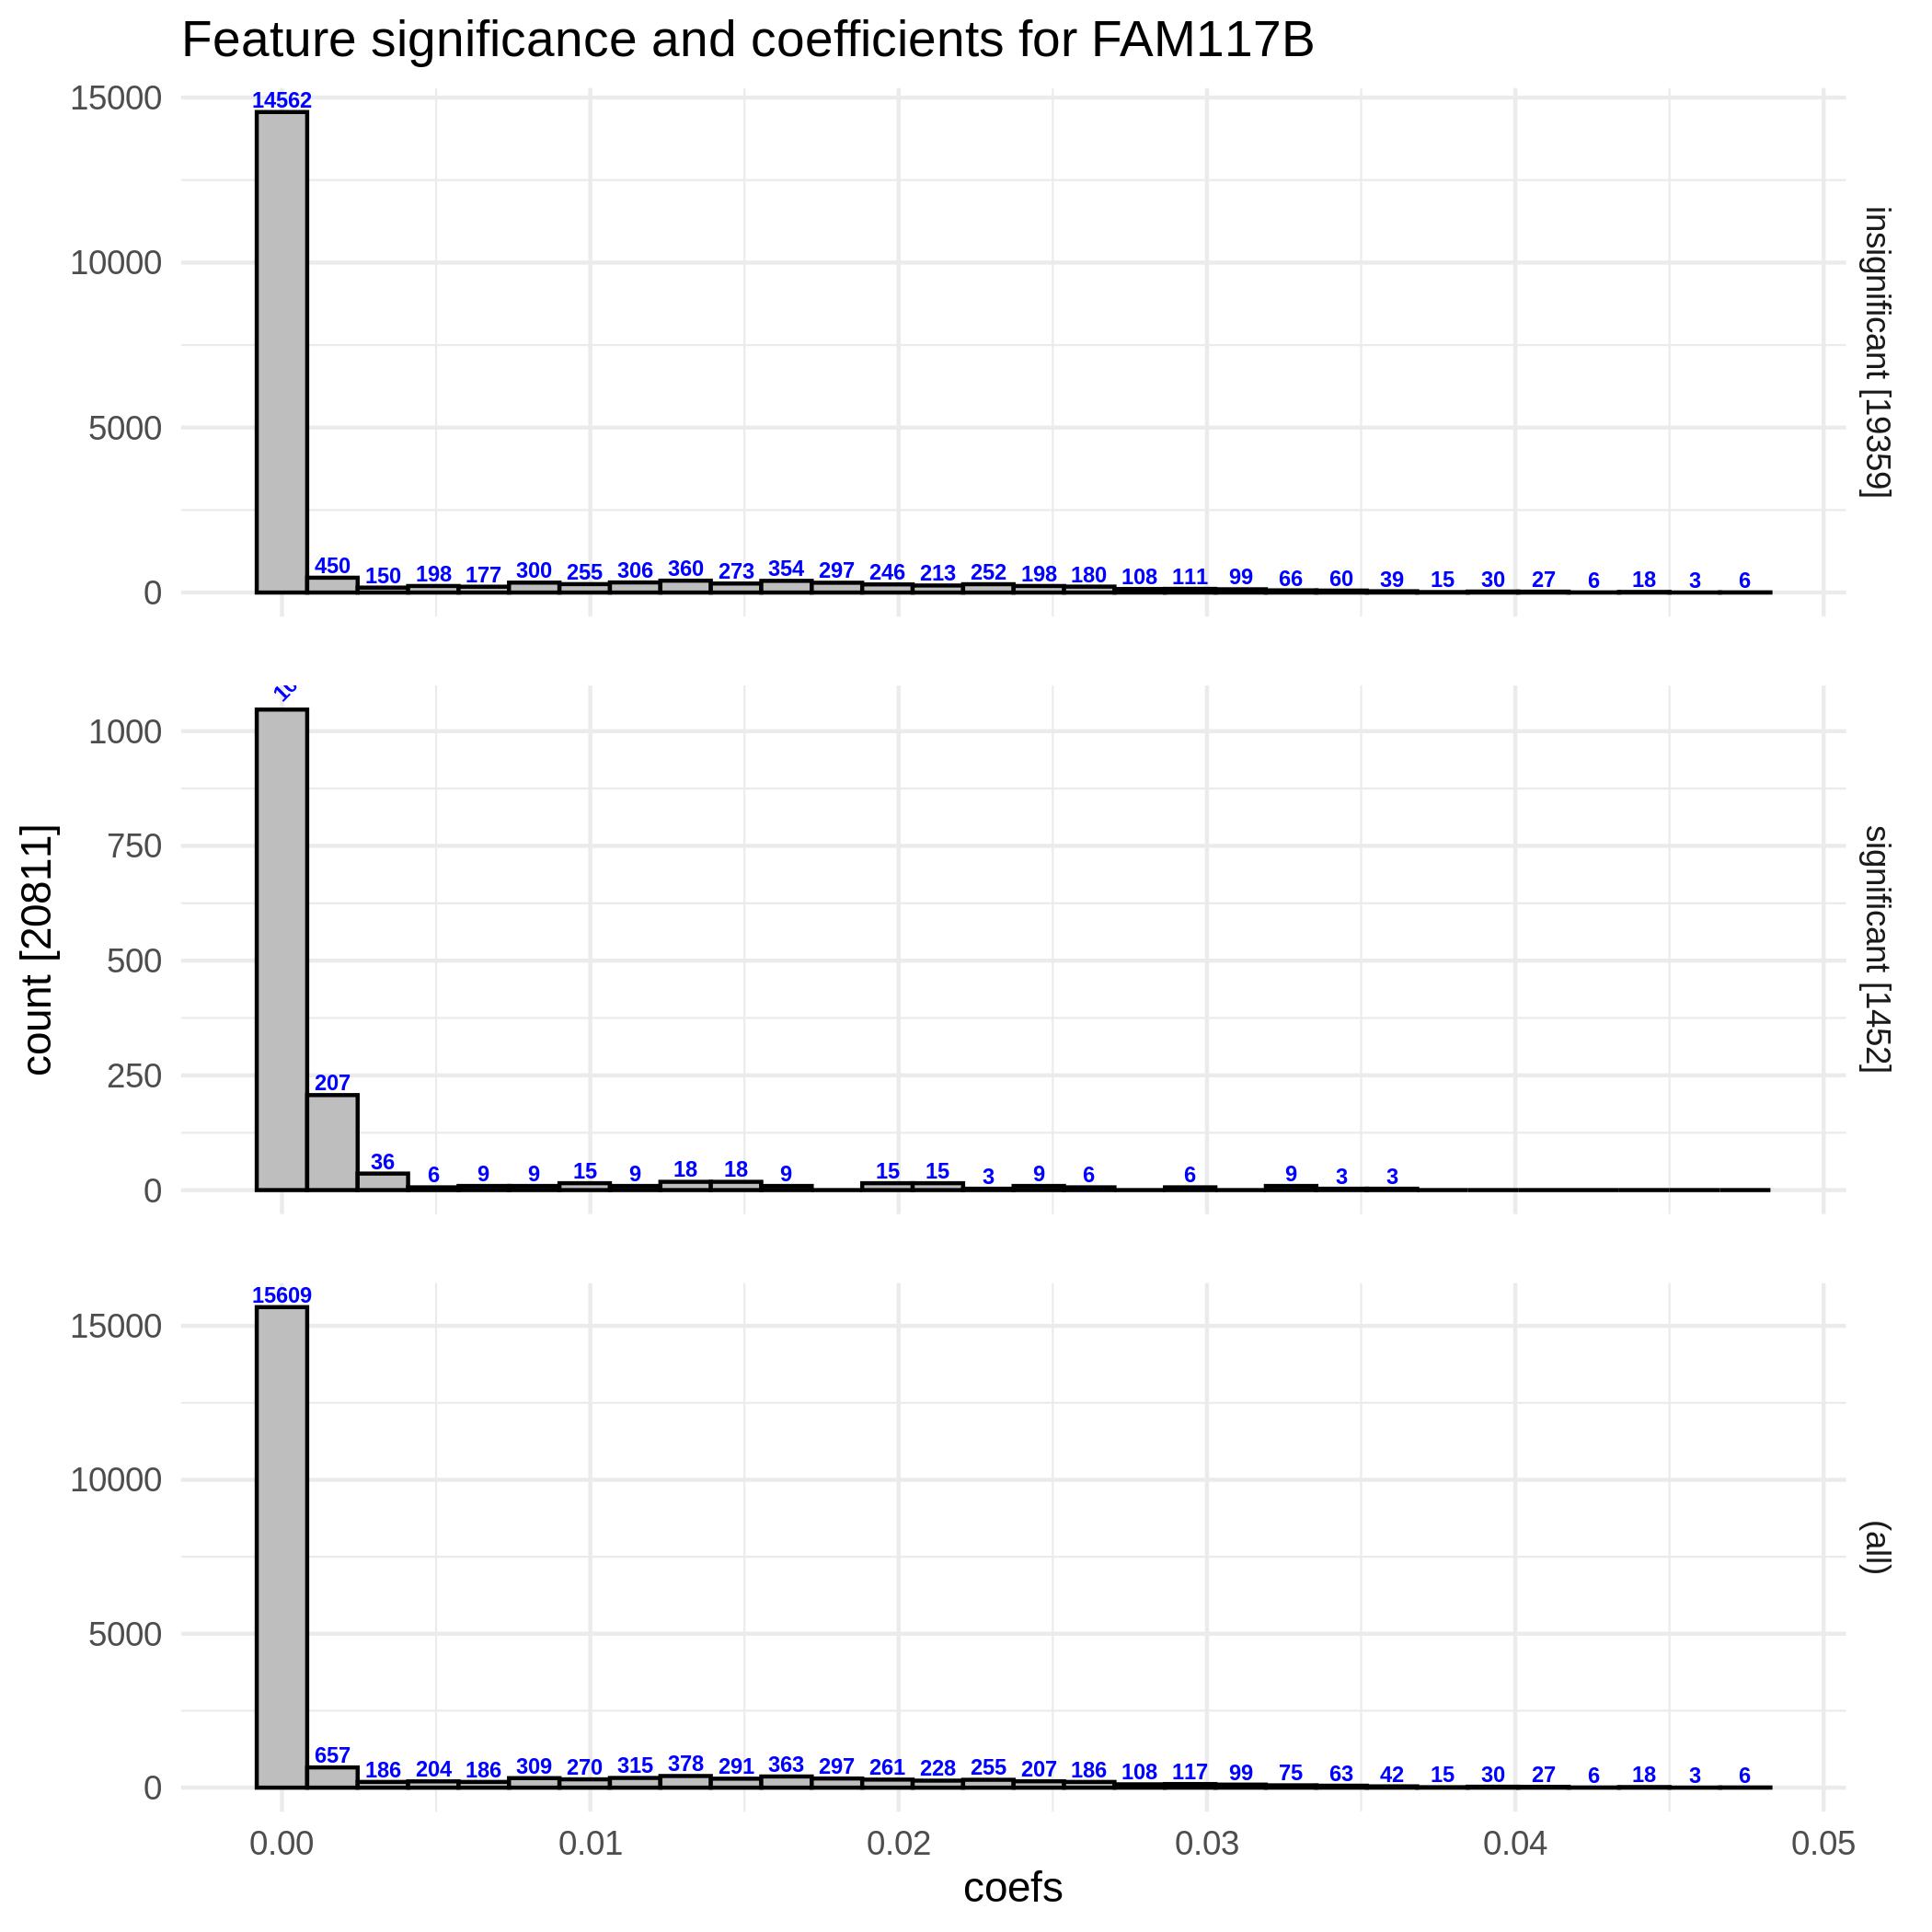 Feature significance and coefficients for FAM117B
15000
10000
5000
0
14562
450 150 198 177 300 255 306 360 273 354 297 246 213 252 198 180 108 111 99 66 60 39 15 30 27 6 18 3 6
insignificant [19359]
count [20811]
1000
750
500
250
0
207 36 6 9 9 15 9 18 18 9 15 15 3 9 6 6 9 3 3
significant [1452]
15000
10000
5000
0
15609
657 186 204 186 309 270 315 378 291 363 297 261 228 255 207 186 108 117 99 75 63 42 15 30 27 6 18 3 6
(all)
0.00 0.01 0.02 0.03 0.04 0.05
coefs